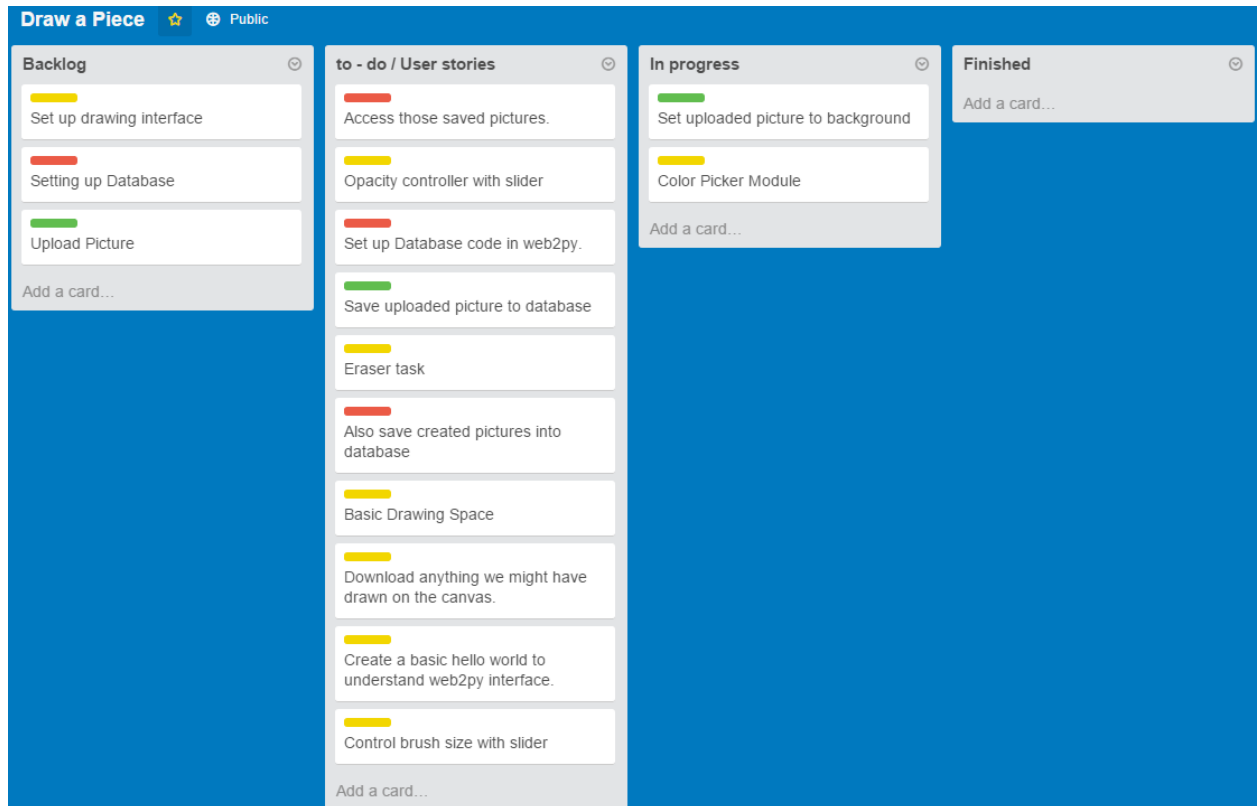 Draw a Piece
Public
Backlog
Set up drawing interface
Setting up Database
Upload Picture
Add a card...
to - do / User stories
Access those saved pictures.
Opacity controller with slider
Set up Database code in web2py.
Save uploaded picture to database
Eraser task
Also save created pictures into
database
Basic Drawing Space
Download anything we might have
drawn on the canvas.
Create a basic hello world to
understand web2py interface.
Control brush size with slider
Add a card...
In progress
Set uploaded picture to background
Color Picker Module
Add a card...
Finished
Add a card...